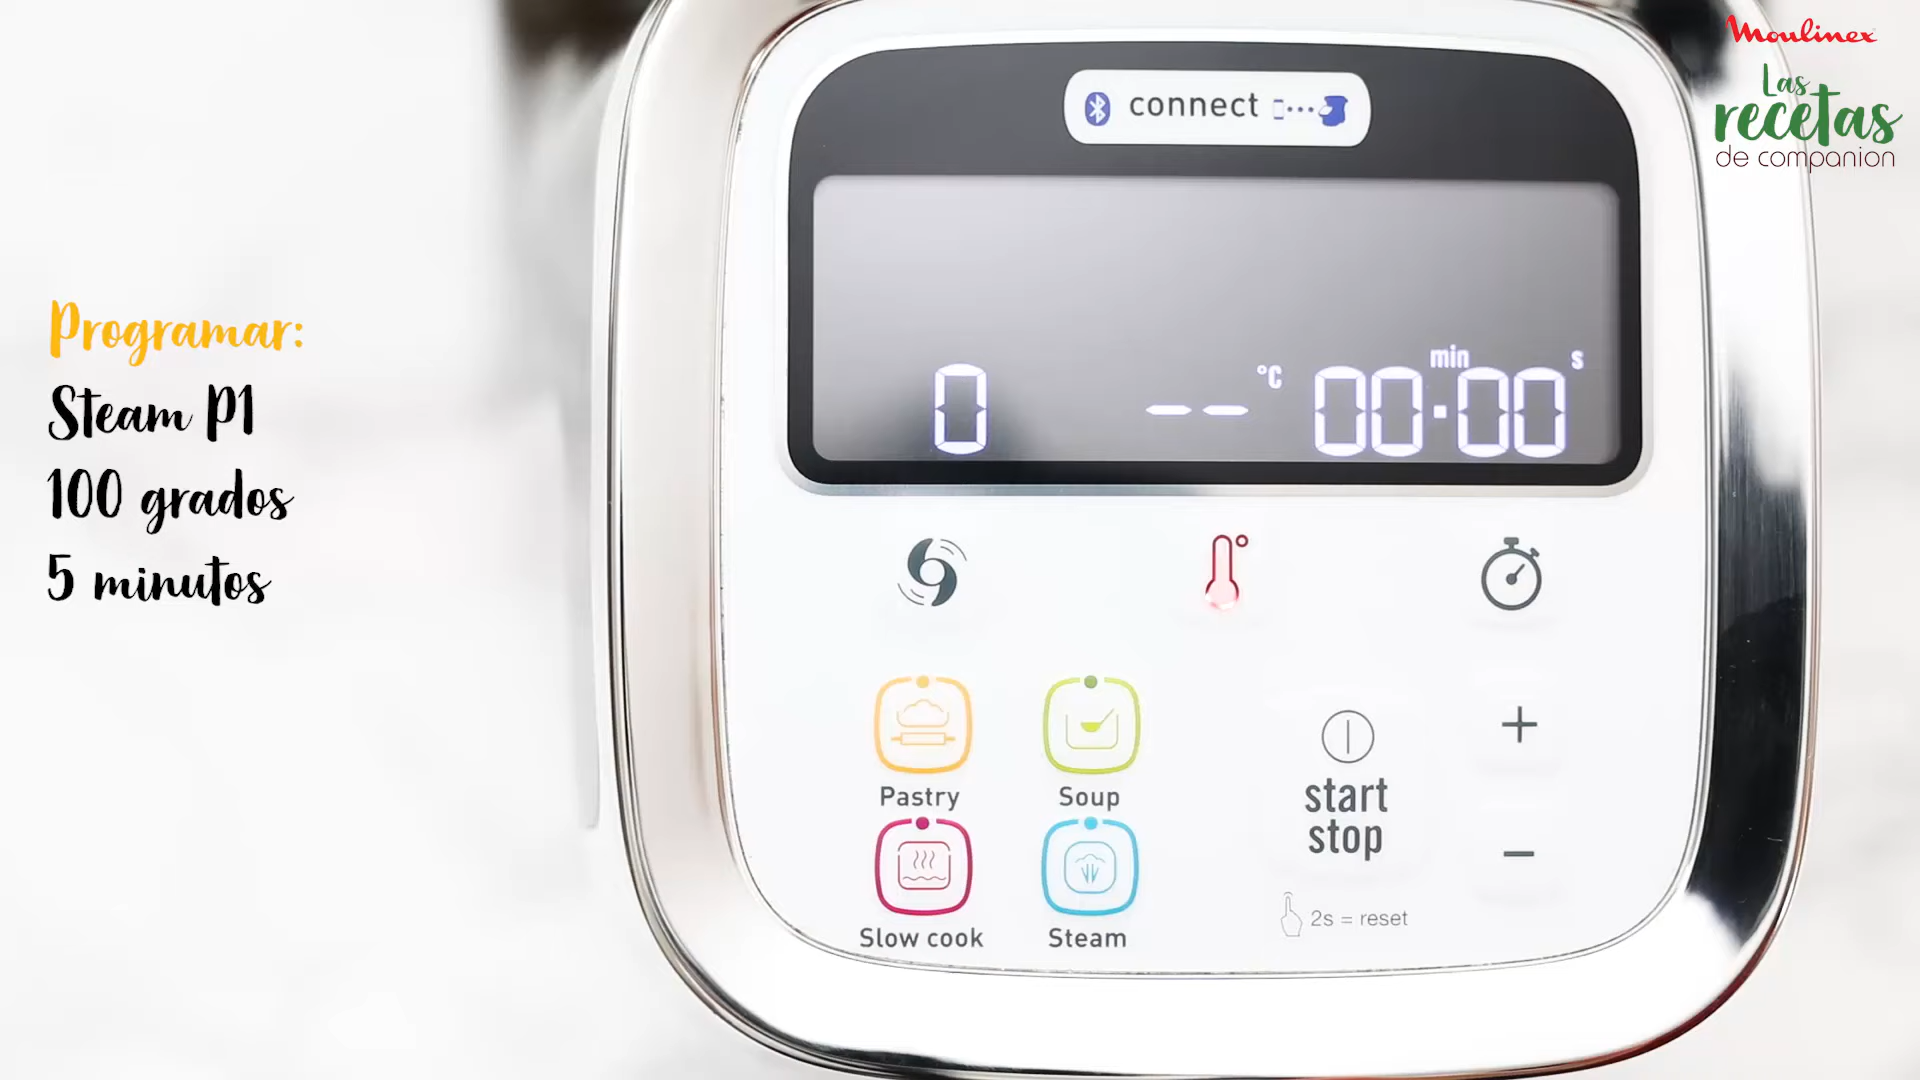 Moulinex
Las
recetas
de companion
connect
Programar:
Steam P1
100 grados
5 minutos
0 -- °C 00:00 min s
Pastry
Soup
start
stop
+
-
Slow cook
Steam
2s = reset